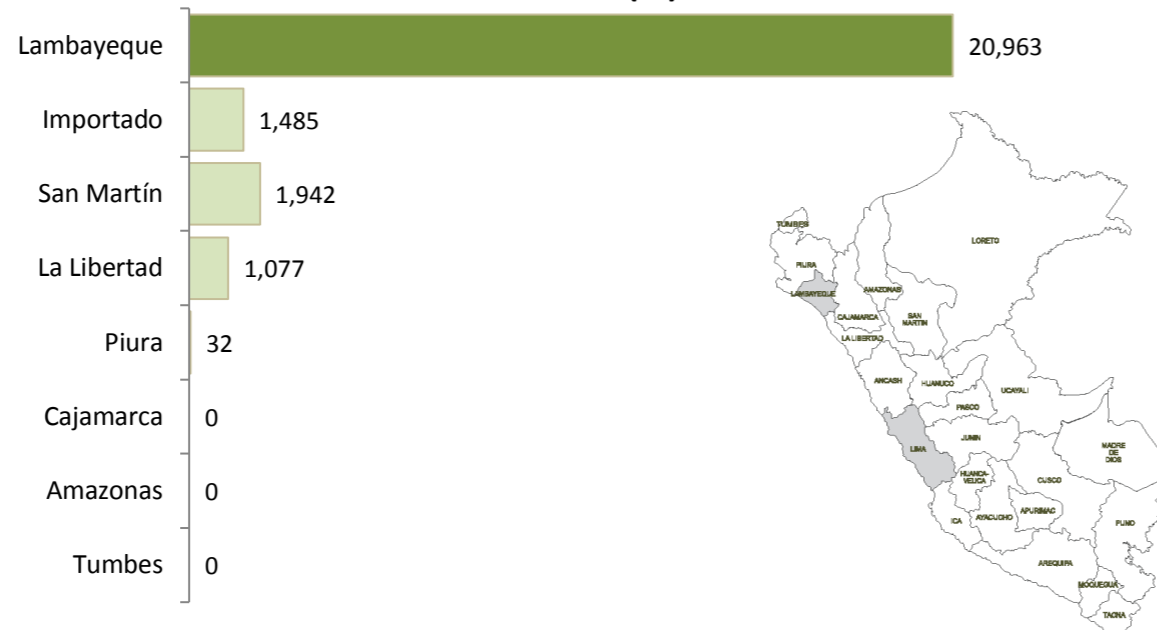 Lambayeque 20,963
Importado 1,485
San Martín 1,942
La Libertad 1,077
Piura 32
Cajamarca 0
Amazonas 0
Tumbes 0
TUMBES
LORETO
PIURA
LAMBAYEQUE
AMAZONAS
CAJAMARCA
SAN
MARTIN
LA LIBERTAD
ANCASH
HUANUCO
UCAYALI
PASCO
LIMA
JUNIN
MADRE
DE
DIOS
HUANCA-
VELICA
CUSCO
ICA
AYACUCHO
APURIMAC
PUNO
AREQUIPA
MOQUEGUA
TACNA